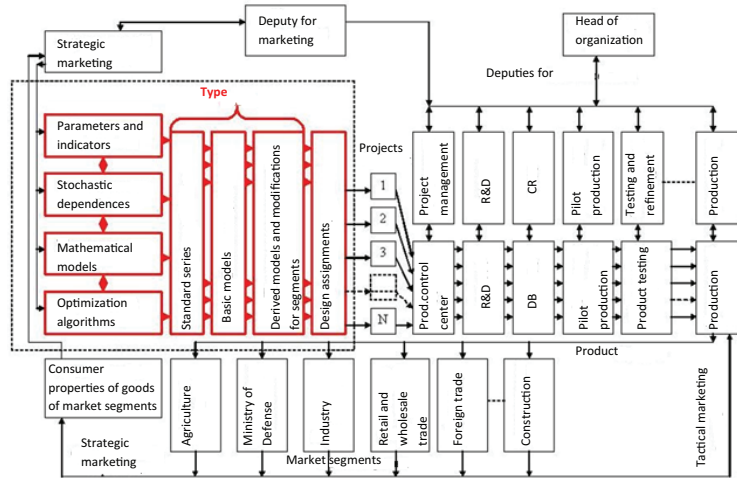 Strategic
marketing
Deputy for
marketing
Head of
organization
Deputies for
Type
Parameters and
indicators
Stochastic
dependences
Mathematical
models
Optimization
algorithms
Standard series
Basic models
Derived models and modifications
for segments
Design assignments
Projects
1
2
3
N
Project
management
R&D
CR
Pilot
production
Testing and
refinement
Production
Prod.control
center
R&D
DB
Pilot
production
Product testing
Production
Product
Consumer
properties of goods
of market segments
Agriculture
Ministry of
Defense
Industry
Retail and
wholesale
trade
Foreign trade
Construction
Tactical marketing
Strategic
marketing
Market segments